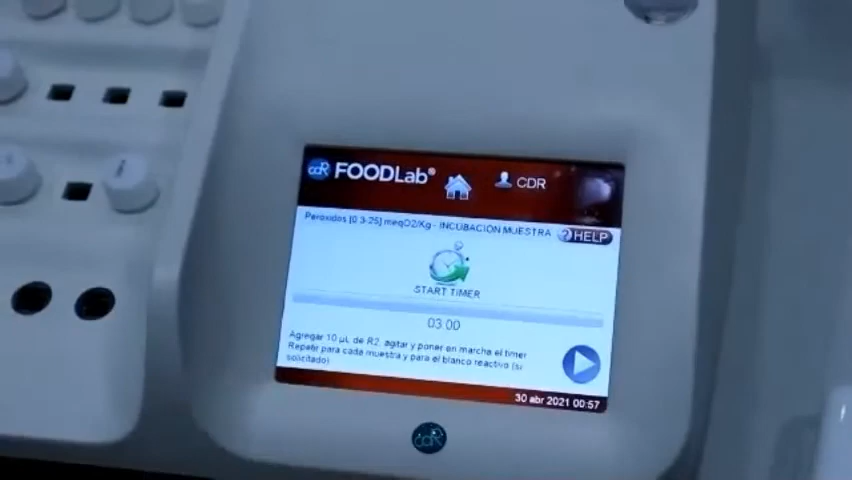 CDR FOODLab®
CDR
Peroxidos [0.3-25] meqO2/Kg - INCUBACION MUESTRA
? HELP
START TIMER
03:00
Agregar 10 µL de R2, agitar y poner en marcha el timer
Repetir para cada muestra y para el blanco reactivo (si
solicitado)
30 abr 2021 00:57
CDR